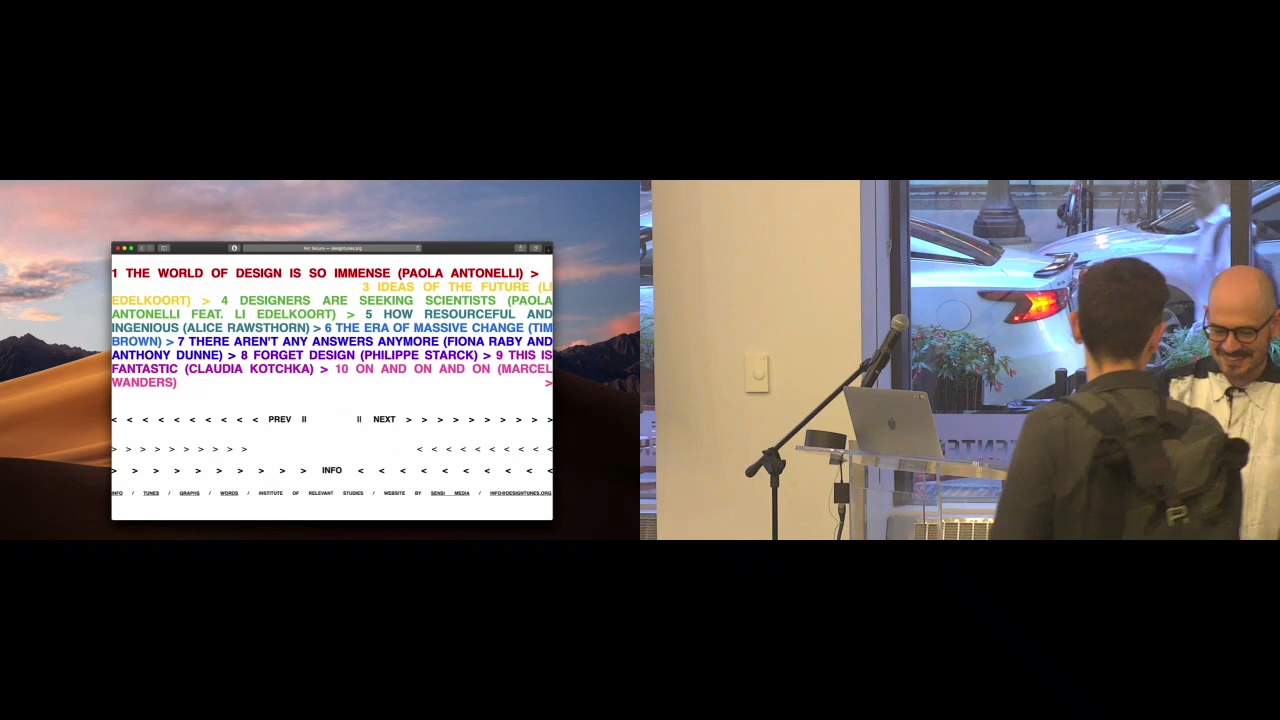 Not Secure — designtunes.org
1 THE WORLD OF DESIGN IS SO IMMENSE (PAOLA ANTONELLI) >
3 IDEAS OF THE FUTURE (LI
EDELKOORT) > 4 DESIGNERS ARE SEEKING SCIENTISTS (PAOLA
ANTONELLI FEAT. LI EDELKOORT) > 5 HOW RESOURCEFUL AND
INGENIOUS (ALICE RAWSTHORN) > 6 THE ERA OF MASSIVE CHANGE (TIM
BROWN) > 7 THERE AREN'T ANY ANSWERS ANYMORE (FIONA RABY AND
ANTHONY DUNNE) > 8 FORGET DESIGN (PHILIPPE STARCK) > 9 THIS IS
FANTASTIC (CLAUDIA KOTCHKA) > 10 ON AND ON AND ON (MARCEL
WANDERS) >
< < < < < < < < < < PREV II II NEXT > > > > > > > > > >
> > > > > > > > > > < < < < < < < < < <
> > > > > > > > > > INFO < < < < < < < < < <
INFO / TUNES / GRAPHS / WORDS / INSTITUTE OF RELEVANT STUDIES / WEBSITE BY SENSI MEDIA / INFO@DESIGNTUNES.ORG